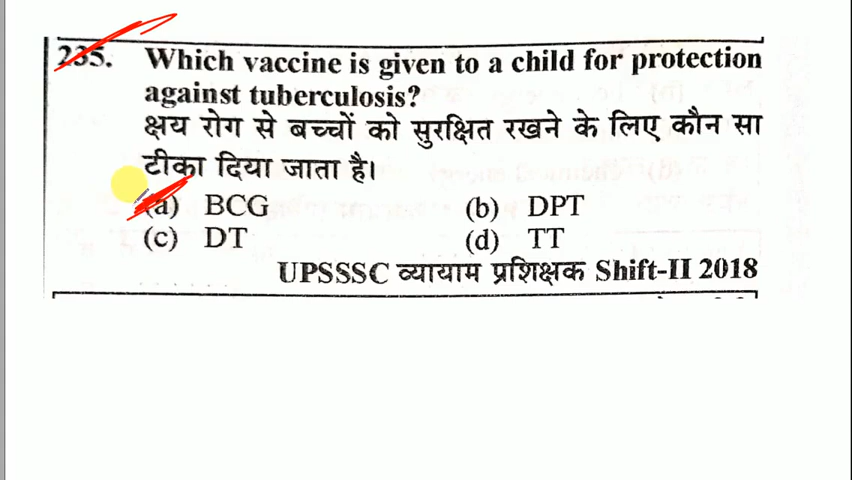 235. Which vaccine is given to a child for protection
against tuberculosis?
क्षय रोग से बच्चों को सुरक्षित रखने के लिए कौन सा
टीका दिया जाता है।
(a) BCG (b) DPT
(c) DT (d) TT
UPSSSC व्यायाम प्रशिक्षक Shift-II 2018